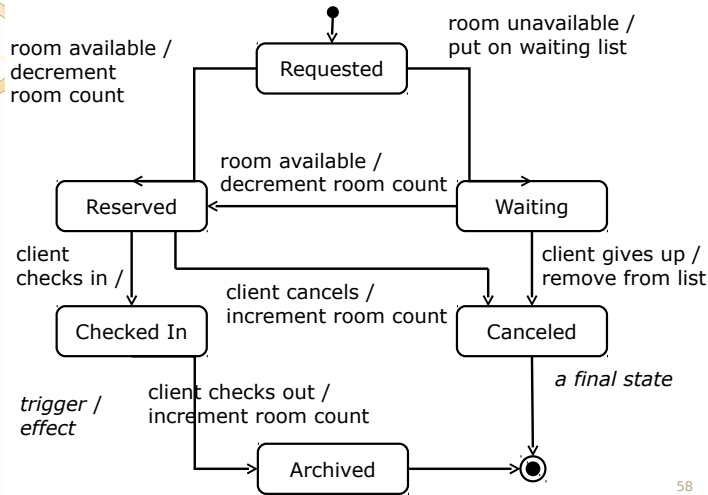 room unavailable /
put on waiting list
room available /
decrement
room count
Requested
room available /
decrement room count
Reserved
Waiting
client
checks in /
client gives up /
remove from list
client cancels /
increment room count
Checked In
Canceled
a final state
trigger /
effect
client checks out /
increment room count
Archived
58